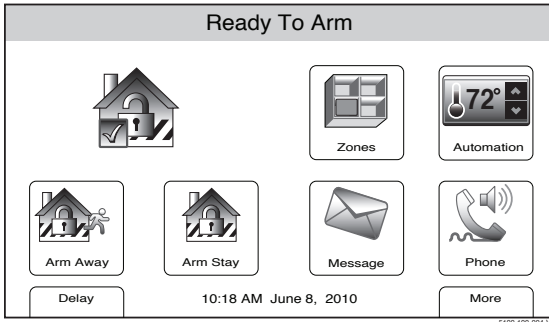 Ready To Arm
Zones
72°
Automation
Arm Away
Arm Stay
Message
Phone
Delay
10:18 AM June 8, 2010
More